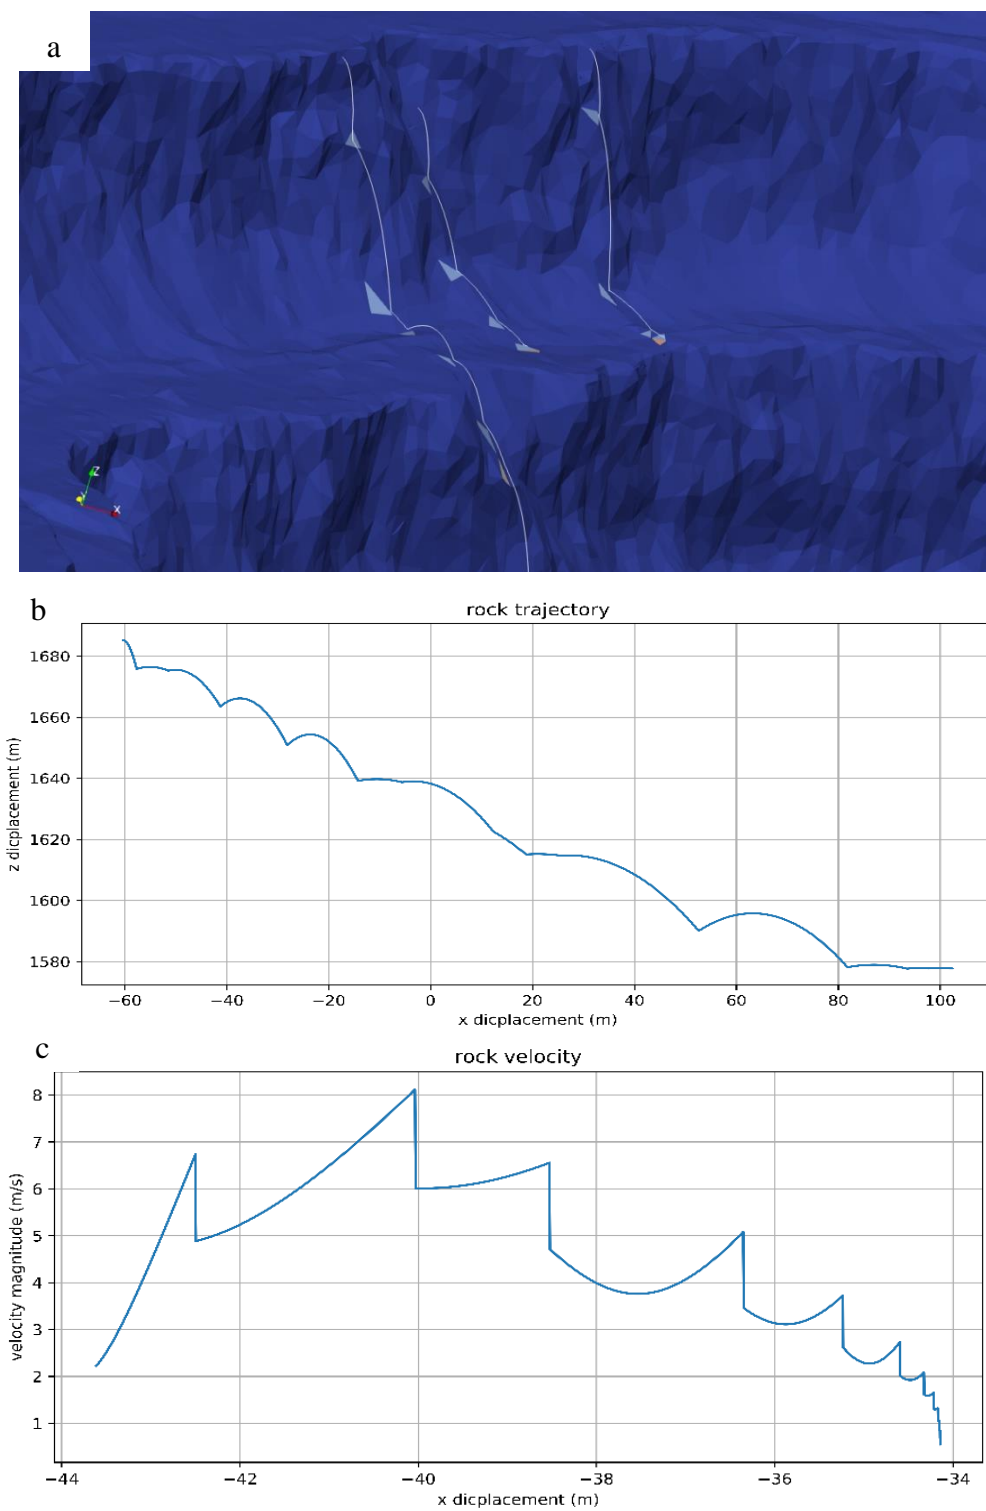 a
Z
X
b
rock trajectory
1680
1660
1640
1620
1600
1580
z dicplacement (m)
−60 −40 −20 0 20 40 60 80 100
x dicplacement (m)
c
rock velocity
8
7
6
5
4
3
2
1
velocity magnitude (m/s)
−44 −42 −40 −38 −36 −34
x dicplacement (m)